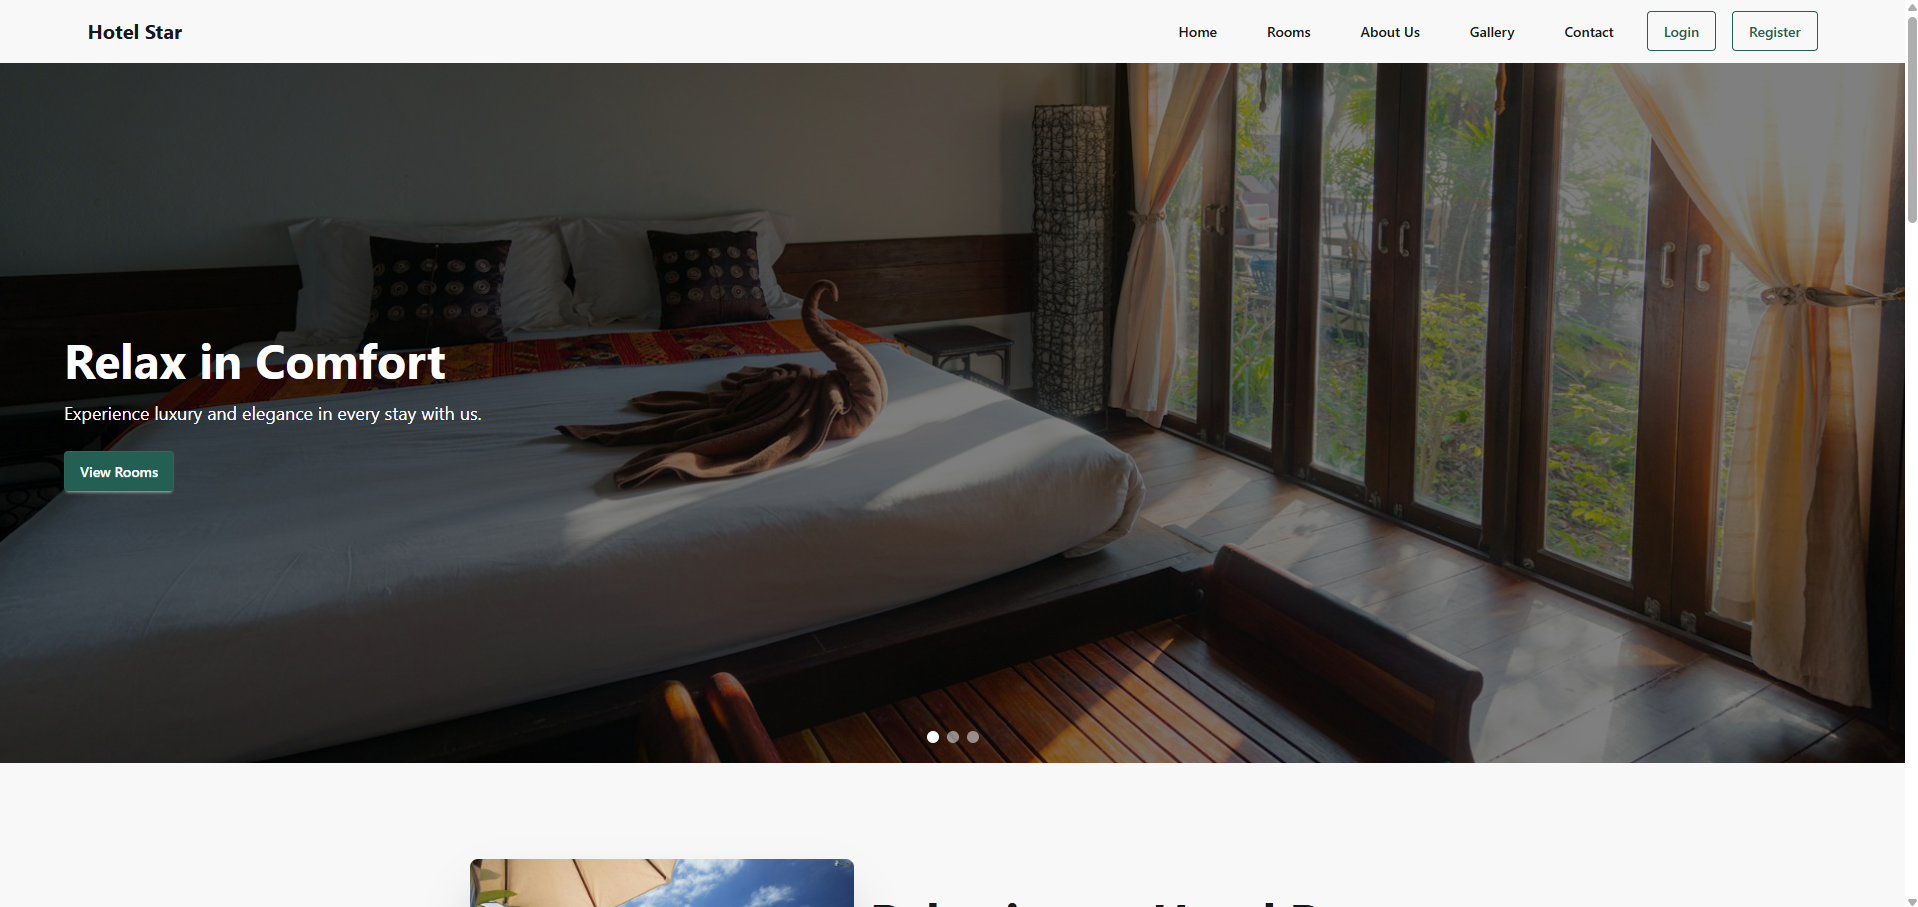 Hotel Star
Home
Rooms
About Us
Gallery
Contact
Login
Register
Relax in Comfort
Experience luxury and elegance in every stay with us.
View Rooms